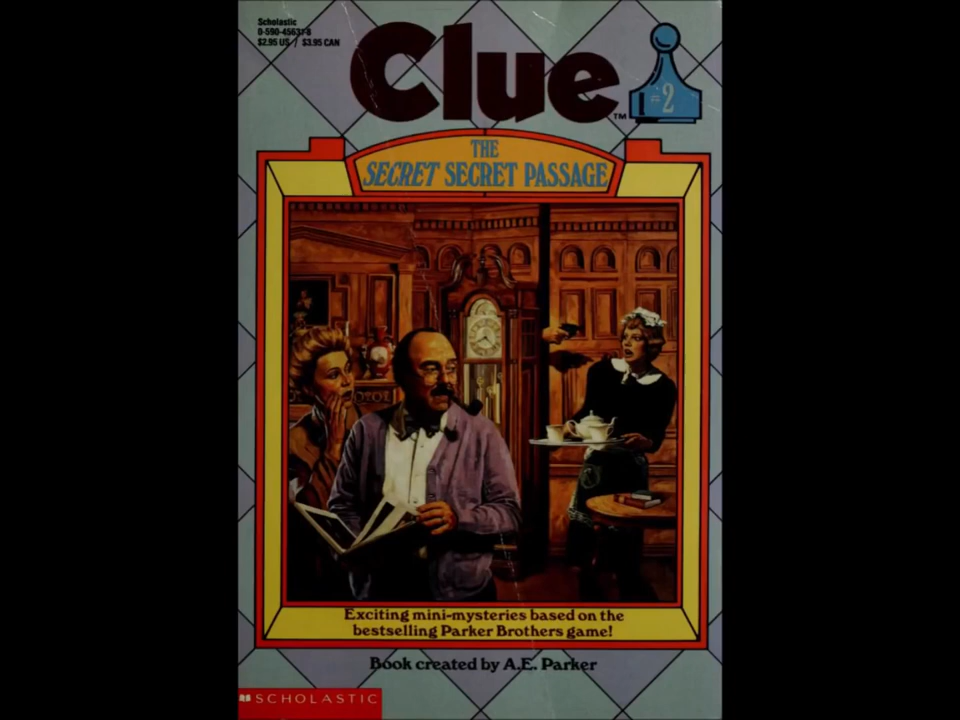 Scholastic
0-590-45631-8
$2.95 US / $3.95 CAN
Clue™
#2
THE
SECRET SECRET PASSAGE
Exciting mini-mysteries based on the
bestselling Parker Brothers game!
Book created by A.E. Parker
SCHOLASTIC